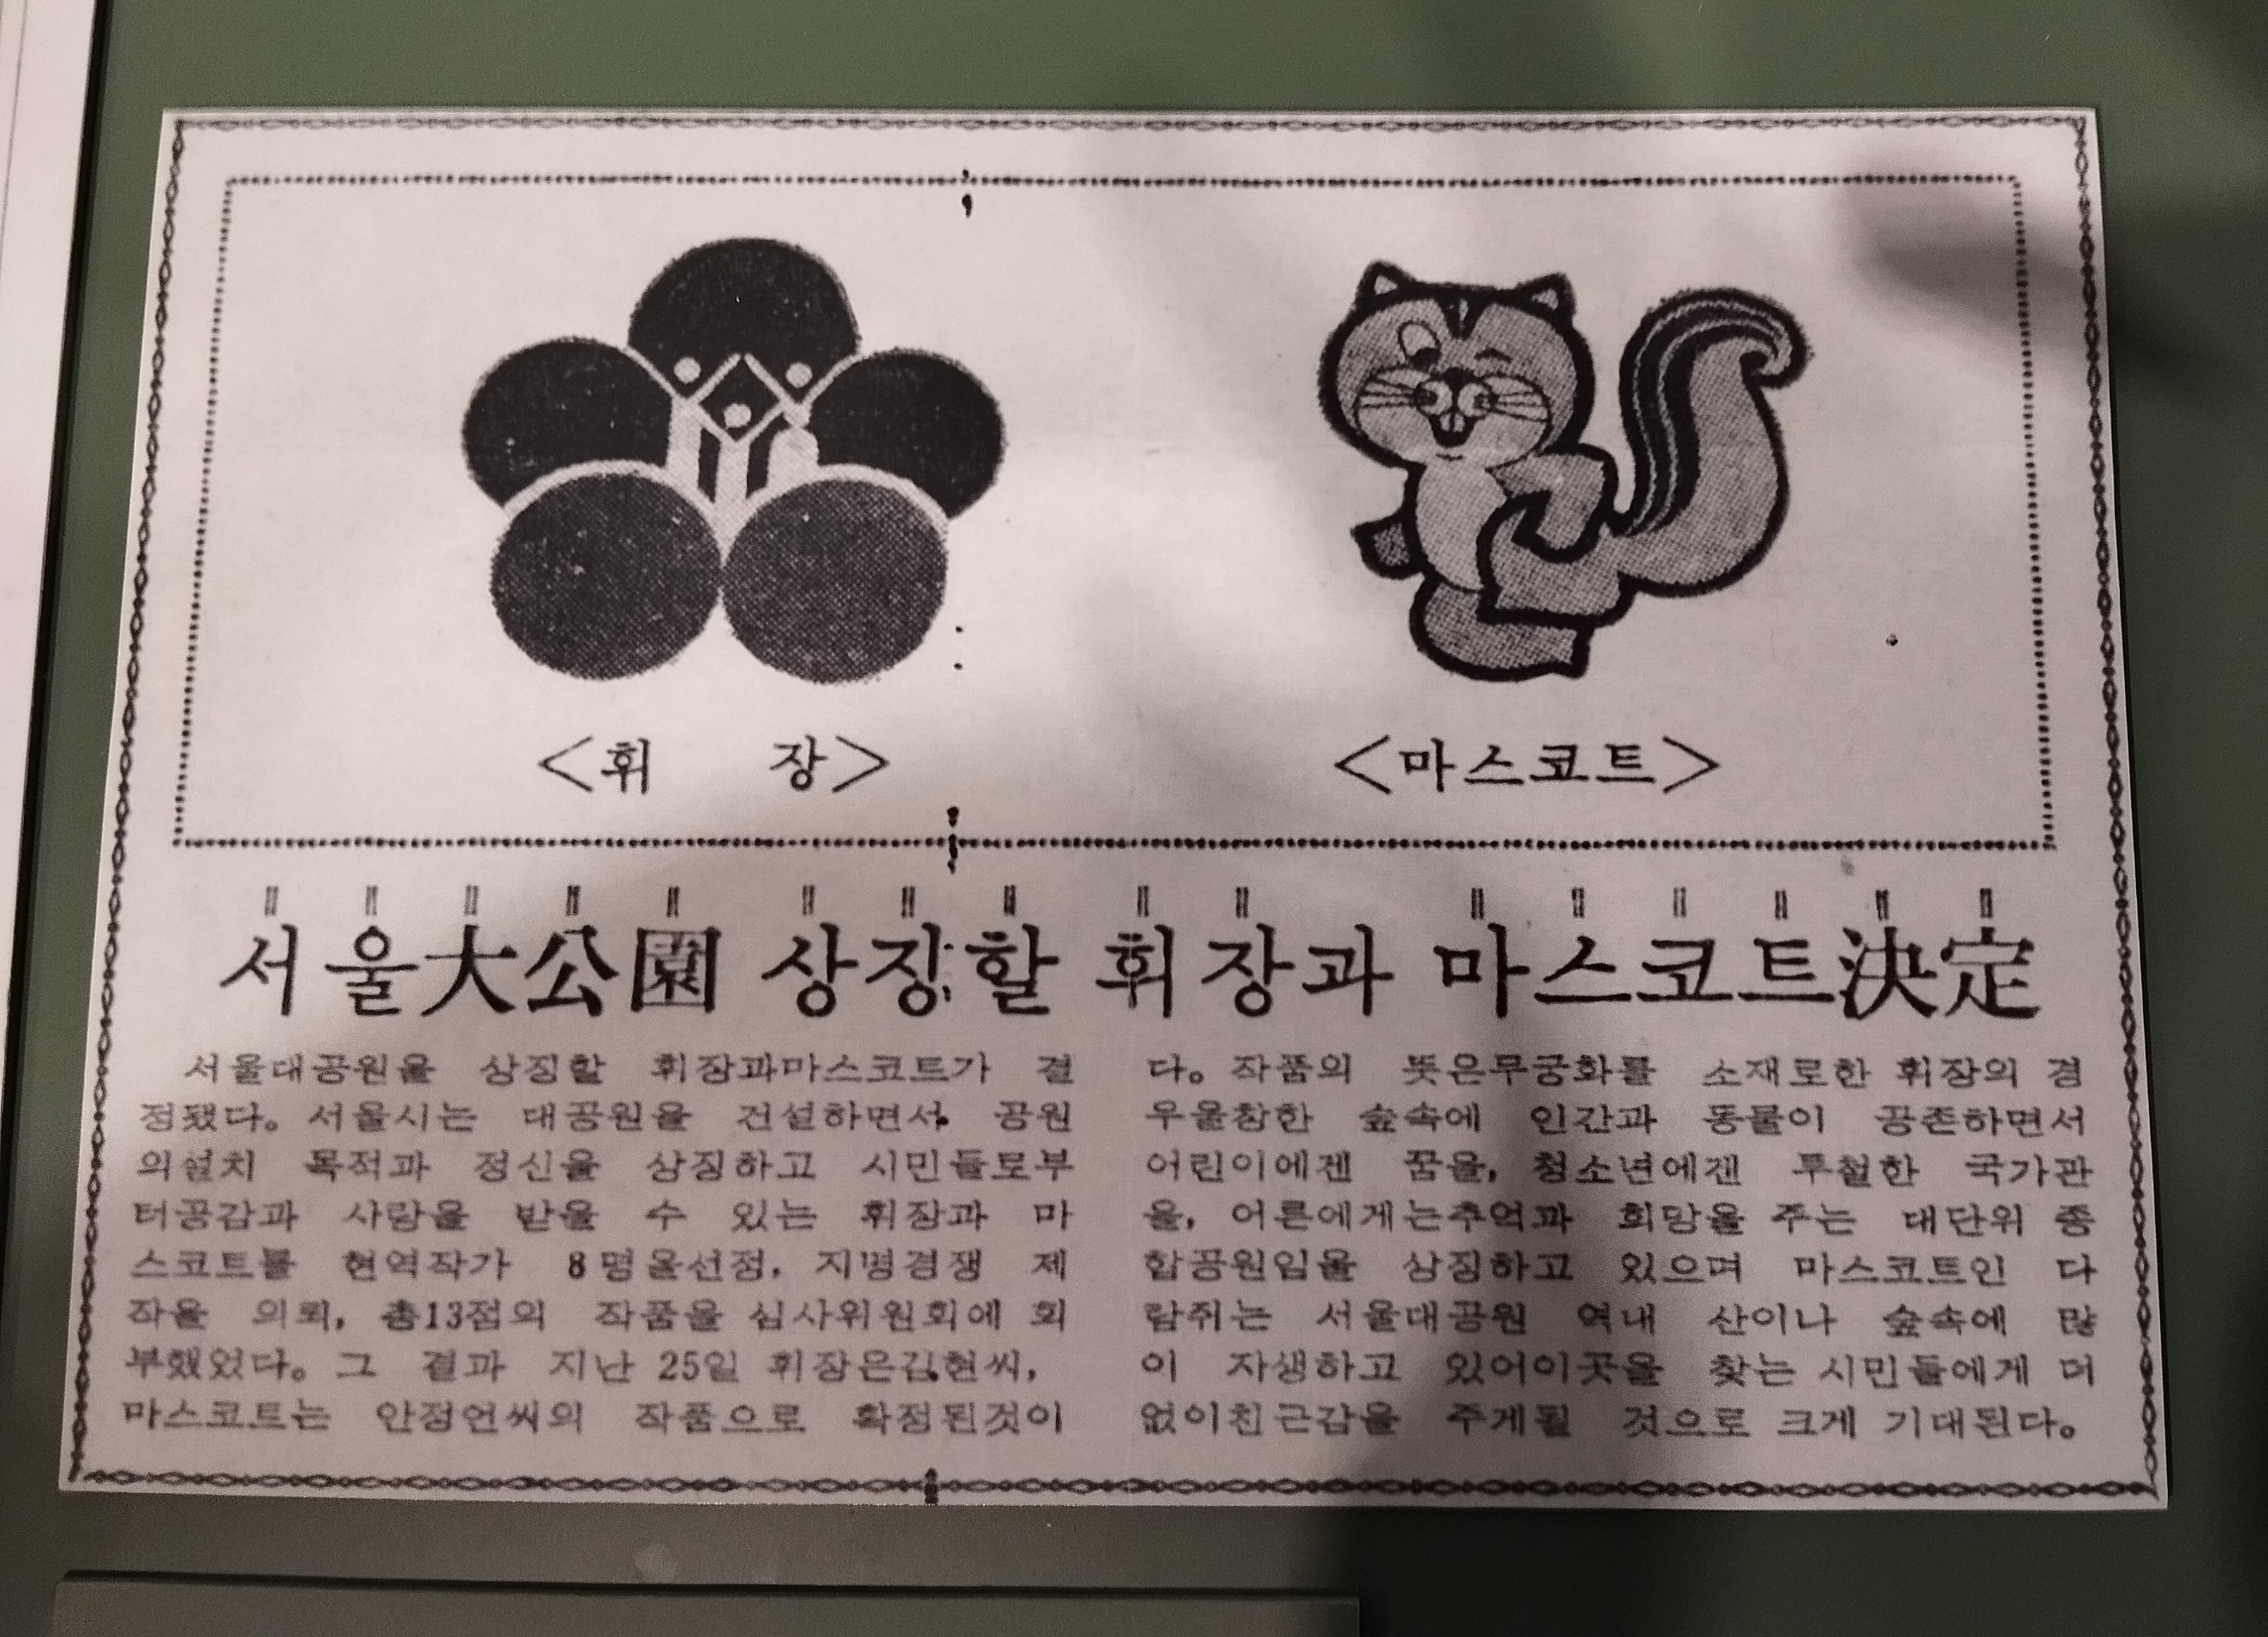 <휘 장>
<마스코트>
서울大公園 상징할 휘장과 마스코트決定
서울대공원을 상징할 휘장과마스코트가 결
정됐다. 서울시는 대공원을 건설하면서 공원
의설치 목적과 정신을 상징하고 시민들로부
터공감과 사랑을 받을 수 있는 휘장과 마
스코트를 현역작가 8명을선정, 지명경쟁 제
작을 의뢰, 총13점의 작품을 심사위원회에 회
부했었다. 그 결과 지난 25일 휘장은김현씨,
마스코트는 안정언씨의 작품으로 확정된것이
다. 작품의 뜻은무궁화를 소재로한 휘장의 경
우울창한 숲속에 인간과 동물이 공존하면서
어린이에겐 꿈을, 청소년에겐 투철한 국가관
을, 어른에게는추억과 희망을 주는 대단위 종
합공원임을 상징하고 있으며 마스코트인 다
람쥐는 서울대공원 역내 산이나 숲속에 많
이 자생하고 있어이곳을 찾는 시민들에게 더
없이친근감을 주게될 것으로 크게 기대된다.